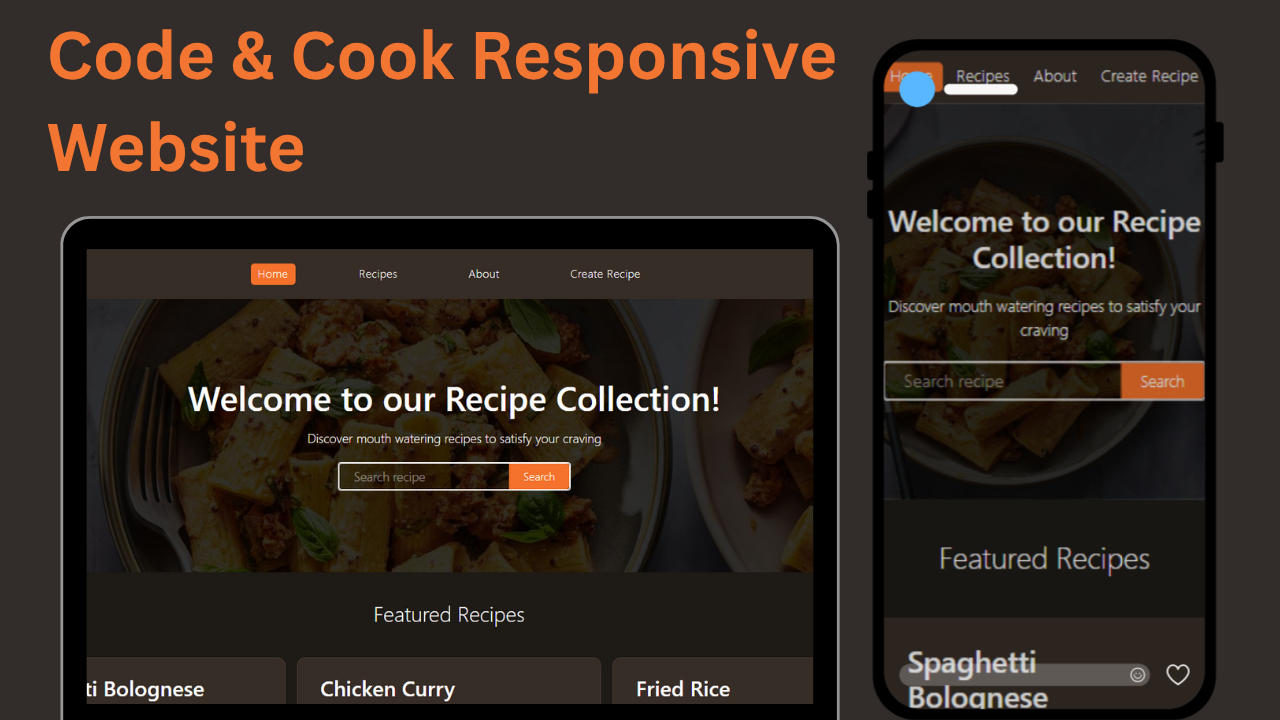 Code & Cook Responsive
Website
Home Recipes About Create Recipe
Welcome to our Recipe Collection!
Discover mouth watering recipes to satisfy your craving
Search recipe Search
Featured Recipes
ti Bolognese Chicken Curry Fried Rice
Home Recipes About Create Recipe
Welcome to our Recipe
Collection!
Discover mouth watering recipes to satisfy your
craving
Search recipe Search
Featured Recipes
Spaghetti
Bolognese